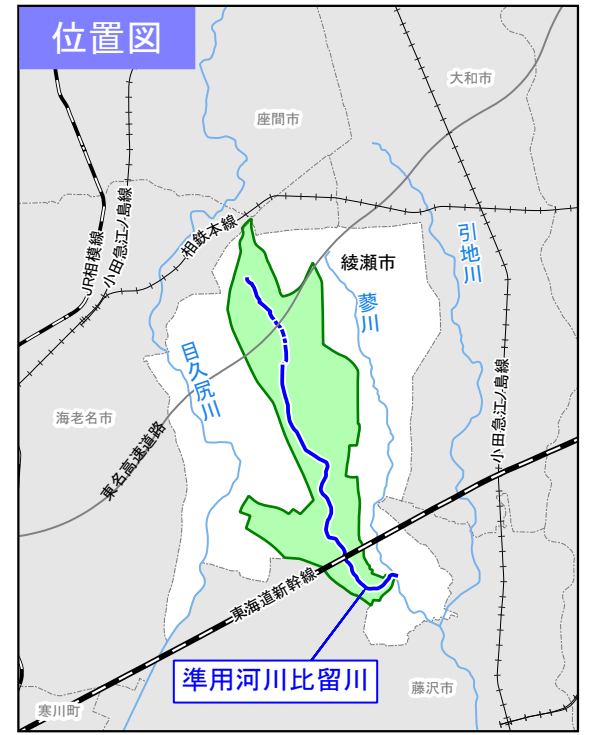 位置図
大和市
座間市
JR相模線
小田急江ノ島線
相鉄本線
引地川
綾瀬市
蓼川
目久尻川
小田急江ノ島線
海老名市
東名高速道路
東海道新幹線
準用河川比留川
藤沢市
寒川町